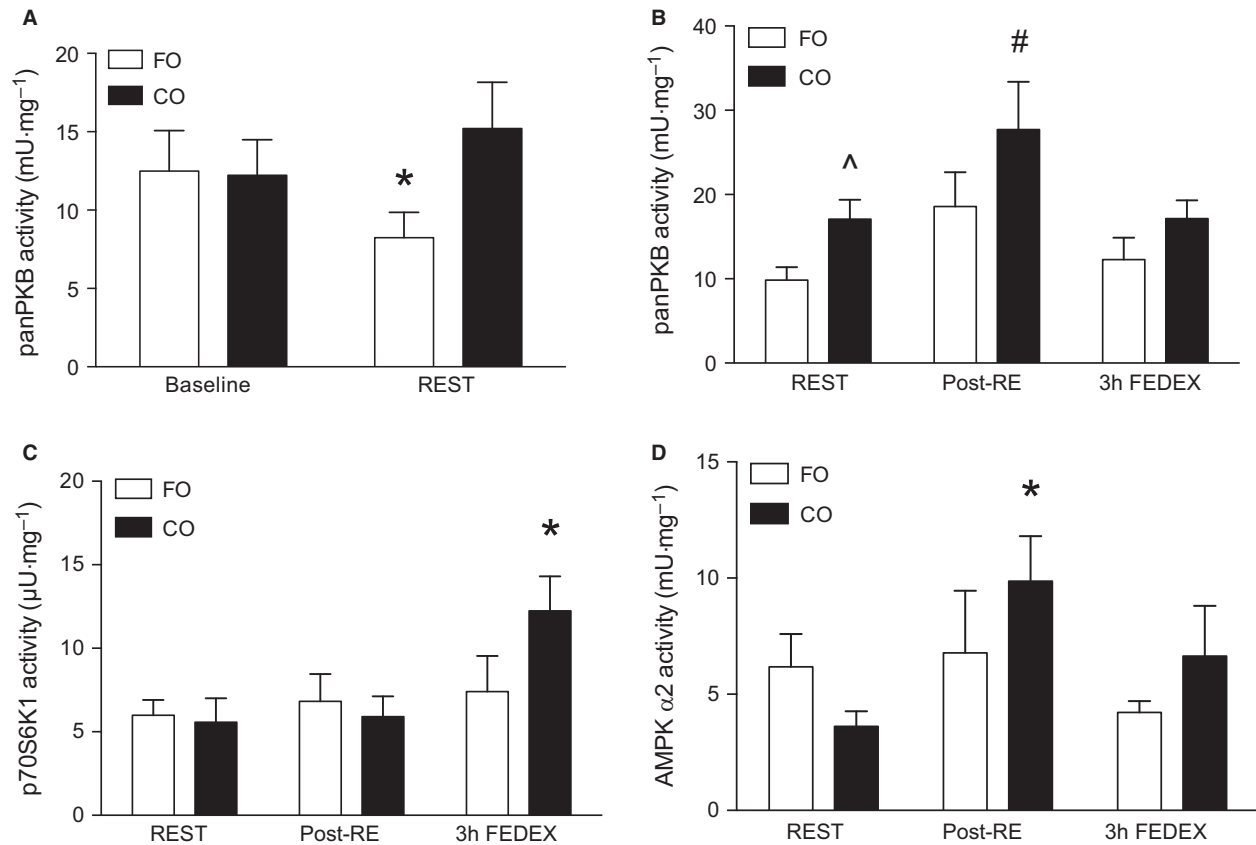 A
panPKB activity (mU·mg⁻¹)
20
15
10
5
0
FO
CO
*
Baseline
REST
B
panPKB activity (mU·mg⁻¹)
40
30
20
10
0
FO
CO
^
#
REST
Post-RE
3h FEDEX
C
p70S6K1 activity (µU·mg⁻¹)
20
15
10
5
0
FO
CO
*
REST
Post-RE
3h FEDEX
D
AMPK α2 activity (mU·mg⁻¹)
15
10
5
0
FO
CO
*
REST
Post-RE
3h FEDEX